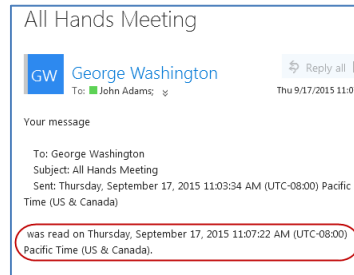 All Hands Meeting
GW
George Washington
Reply all
To: John Adams;
Thu 9/17/2015 11:0
Your message
To: George Washington
Subject: All Hands Meeting
Sent: Thursday, September 17, 2015 11:03:34 AM (UTC-08:00) Pacific
Time (US & Canada)
was read on Thursday, September 17, 2015 11:07:22 AM (UTC-08:00)
Pacific Time (US & Canada).